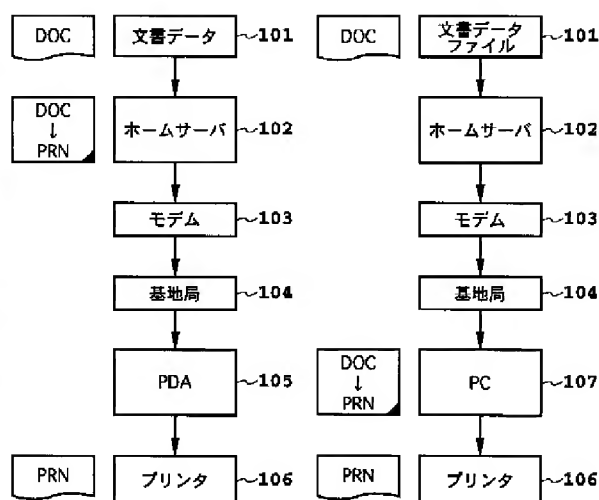 DOC
文書データ
101
DOC
↓
PRN
ホームサーバ
102
モデム
103
基地局
104
PDA
105
PRN
プリンタ
106
DOC
文書データ
ファイル
101
ホームサーバ
102
モデム
103
基地局
104
DOC
↓
PRN
PC
107
PRN
プリンタ
106